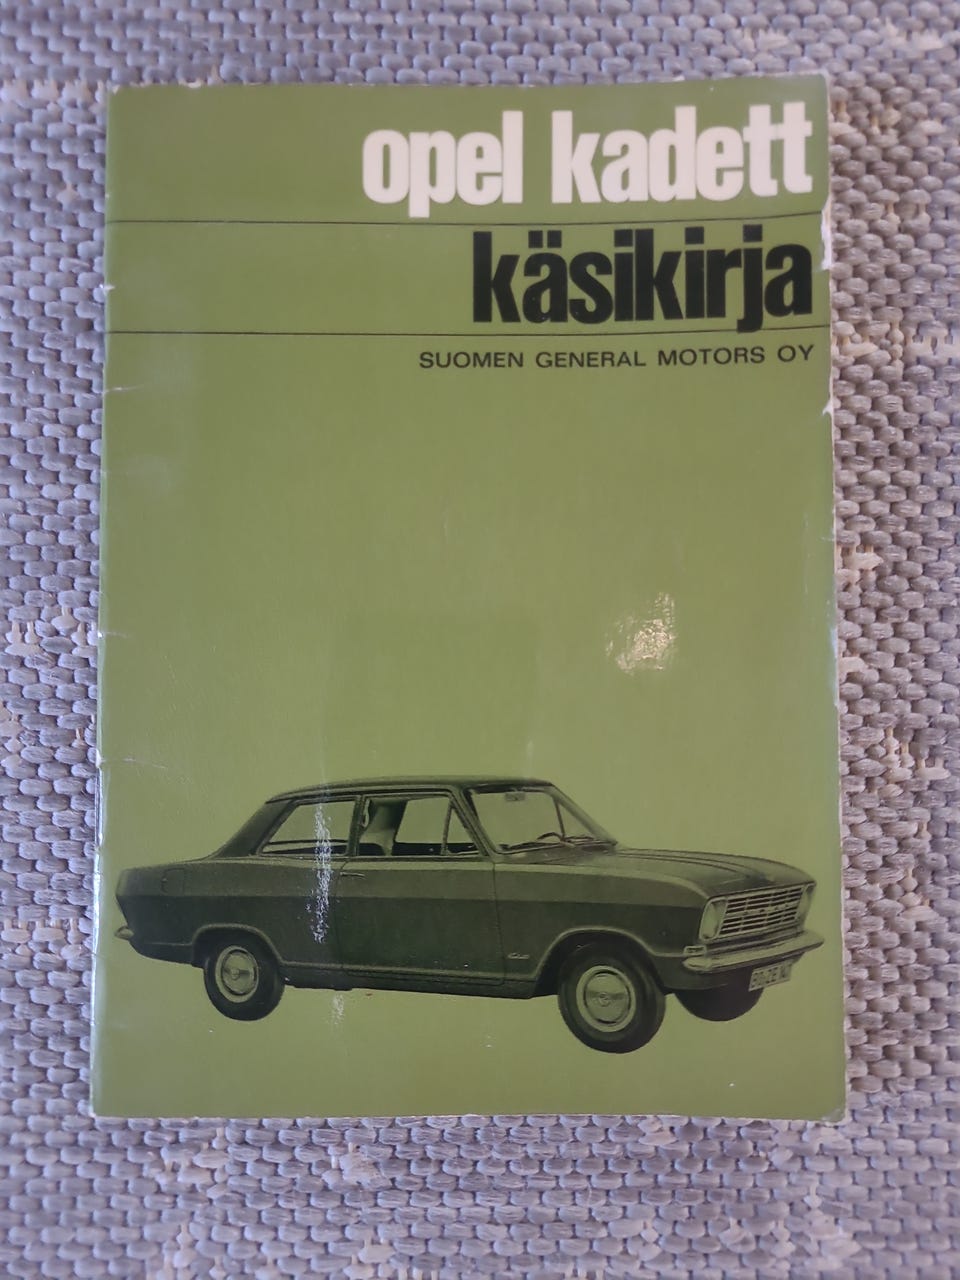 opel kadett
käsikirja
SUOMEN GENERAL MOTORS OY